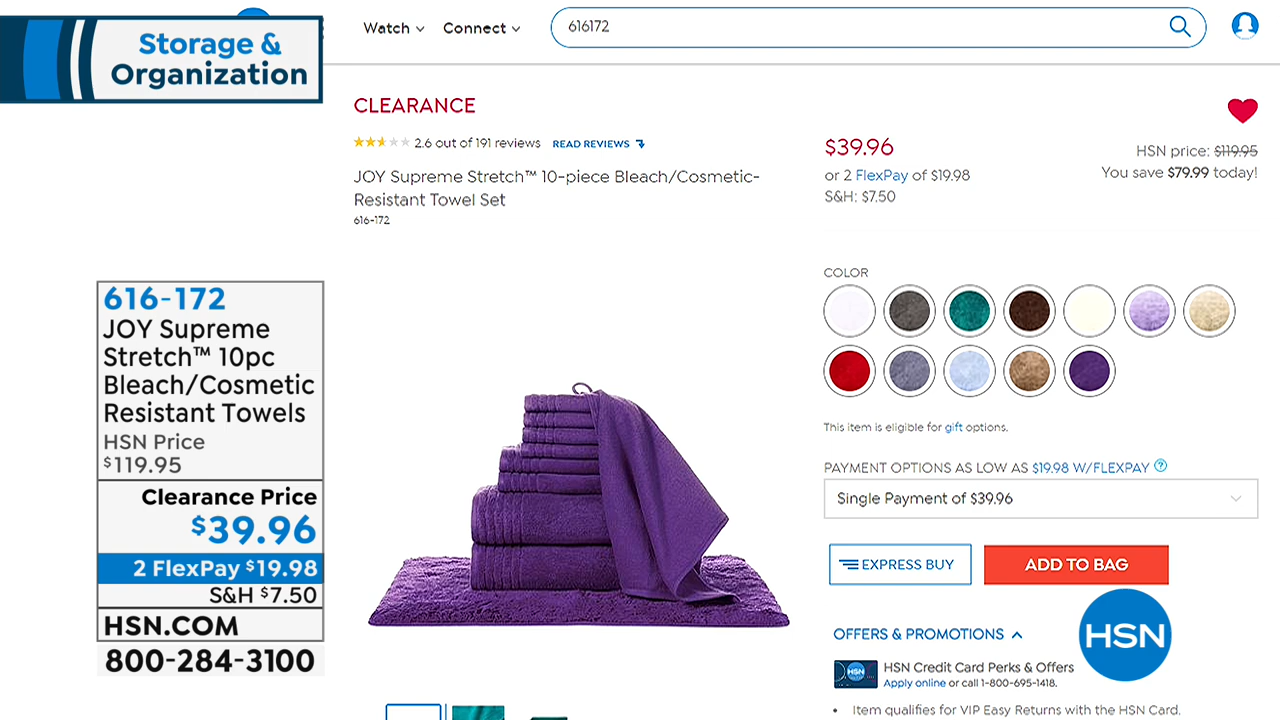 Storage &
Organization
Watch
Connect
616172
CLEARANCE
2.6 out of 191 reviews READ REVIEWS
JOY Supreme Stretch™ 10-piece Bleach/Cosmetic-
Resistant Towel Set
616-172
$39.96
or 2 FlexPay of $19.98
S&H: $7.50
HSN price: $119.95
You save $79.99 today!
COLOR
This item is eligible for gift options.
PAYMENT OPTIONS AS LOW AS $19.98 W/FLEXPAY ?
Single Payment of $39.96
EXPRESS BUY
ADD TO BAG
OFFERS & PROMOTIONS
HSN
HSN Credit Card Perks & Offers
Apply online or call 1-800-695-1418.
• Item qualifies for VIP Easy Returns with the HSN Card.
HSN
616-172
JOY Supreme
Stretch™ 10pc
Bleach/Cosmetic
Resistant Towels
HSN Price
$119.95
Clearance Price
$39.96
2 FlexPay $19.98
S&H $7.50
HSN.COM
800-284-3100